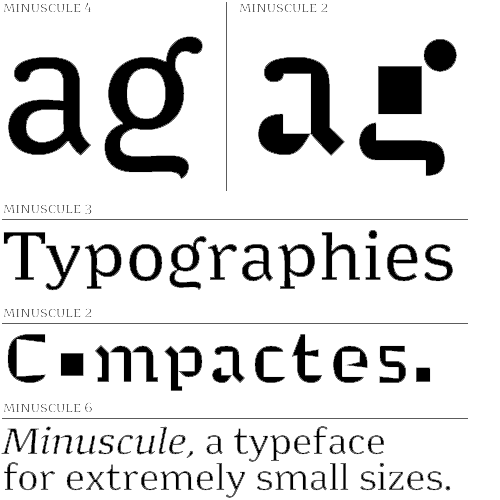 MINUSCULE 4
MINUSCULE 2
ag
ag
MINUSCULE 3
Typographies
MINUSCULE 2
Compactes.
MINUSCULE 6
Minuscule, a typeface
for extremely small sizes.